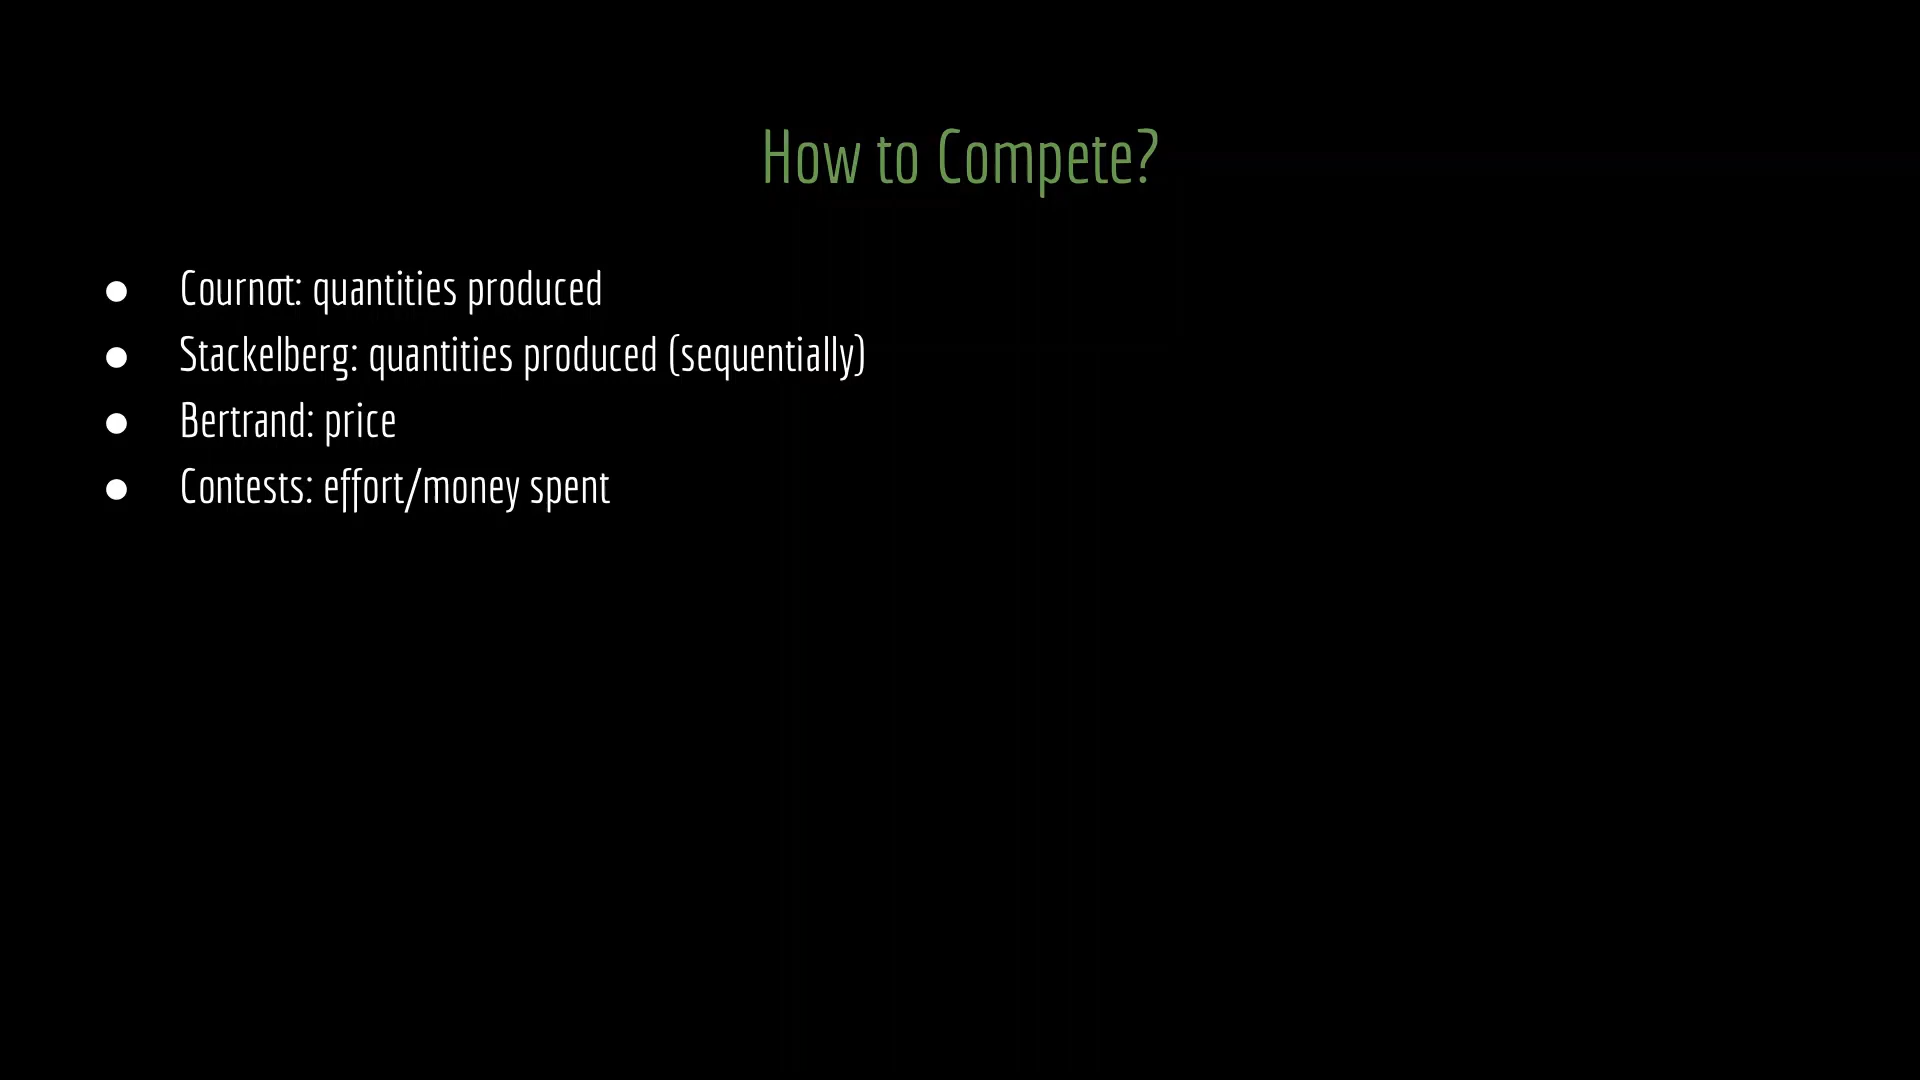 How to Compete?
● Cournot: quantities produced
● Stackelberg: quantities produced (sequentially)
● Bertrand: price
● Contests: effort/money spent